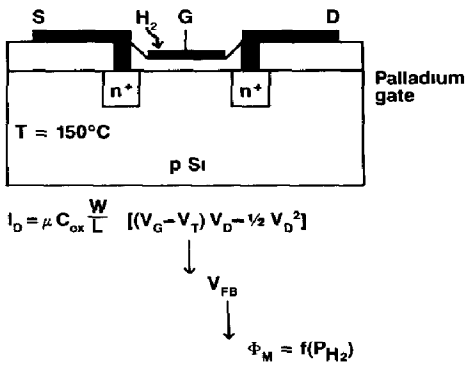 S H₂ G D
Palladium
gate
n⁺ n⁺
T = 150°C
p Si
I_D = μ C_ox W/L [(V_G – V_T) V_D – ½ V_D²]
V_FB
Φ_M = f(P_H₂)